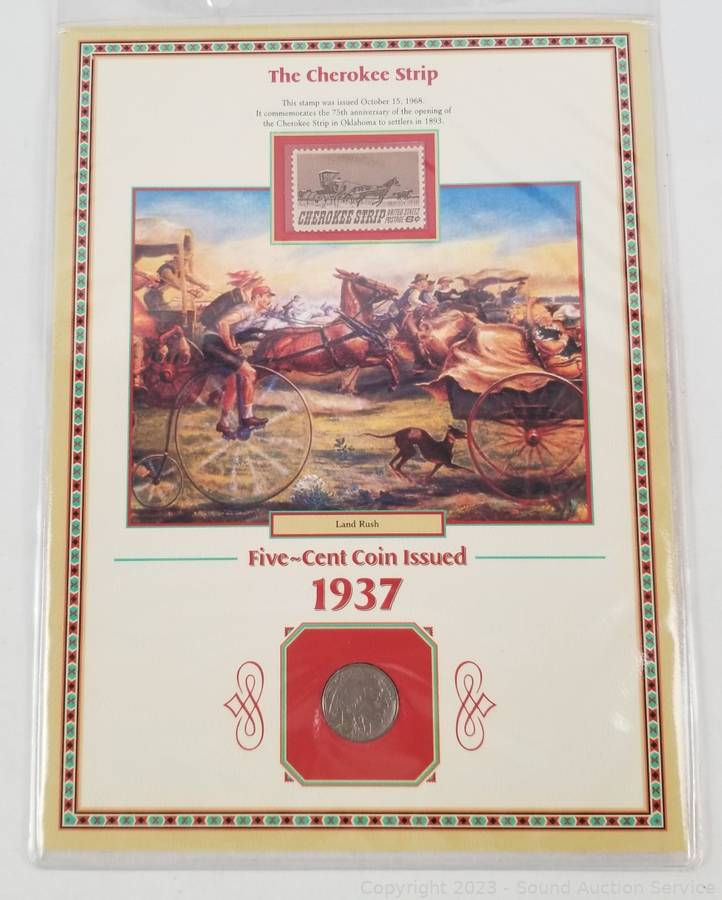 The Cherokee Strip
This stamp was issued October 15, 1968.
It commemorates the 75th anniversary of the opening of
the Cherokee Strip in Oklahoma to settlers in 1893.
CHEROKEE STRIP UNITED STATES POSTAGE 6¢
Land Rush
Five~Cent Coin Issued
1937
Copyright 2023 - Sound Auction Service